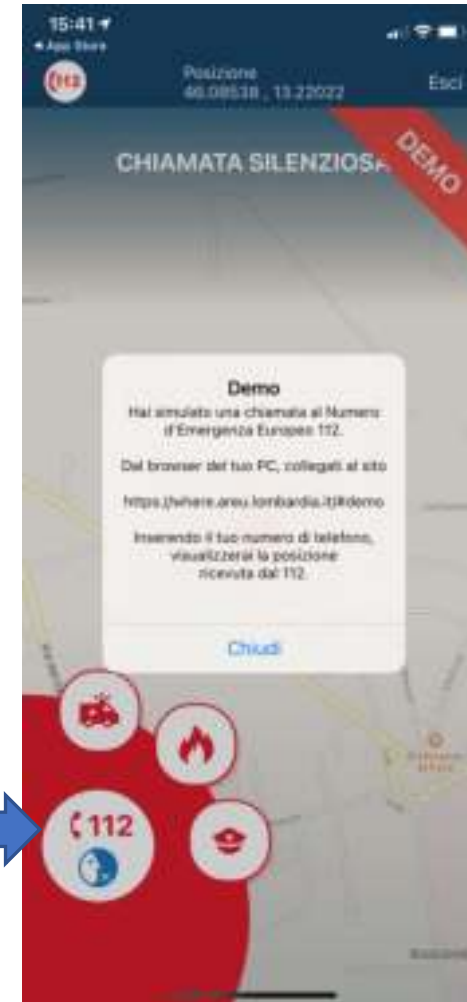 15:41
App Store
112
Posizione
46.08538 , 13.22022
Esci
DEMO
CHIAMATA SILENZIOSA
Demo
Hai simulato una chiamata al Numero
d'Emergenza Europeo 112.
Dal browser del tuo PC, collegati al sito
https://where.areu.lombardia.it/#demo
Inserendo il tuo numero di telefono,
visualizzerai la posizione
ricevuta dal 112.
Chiudi
112